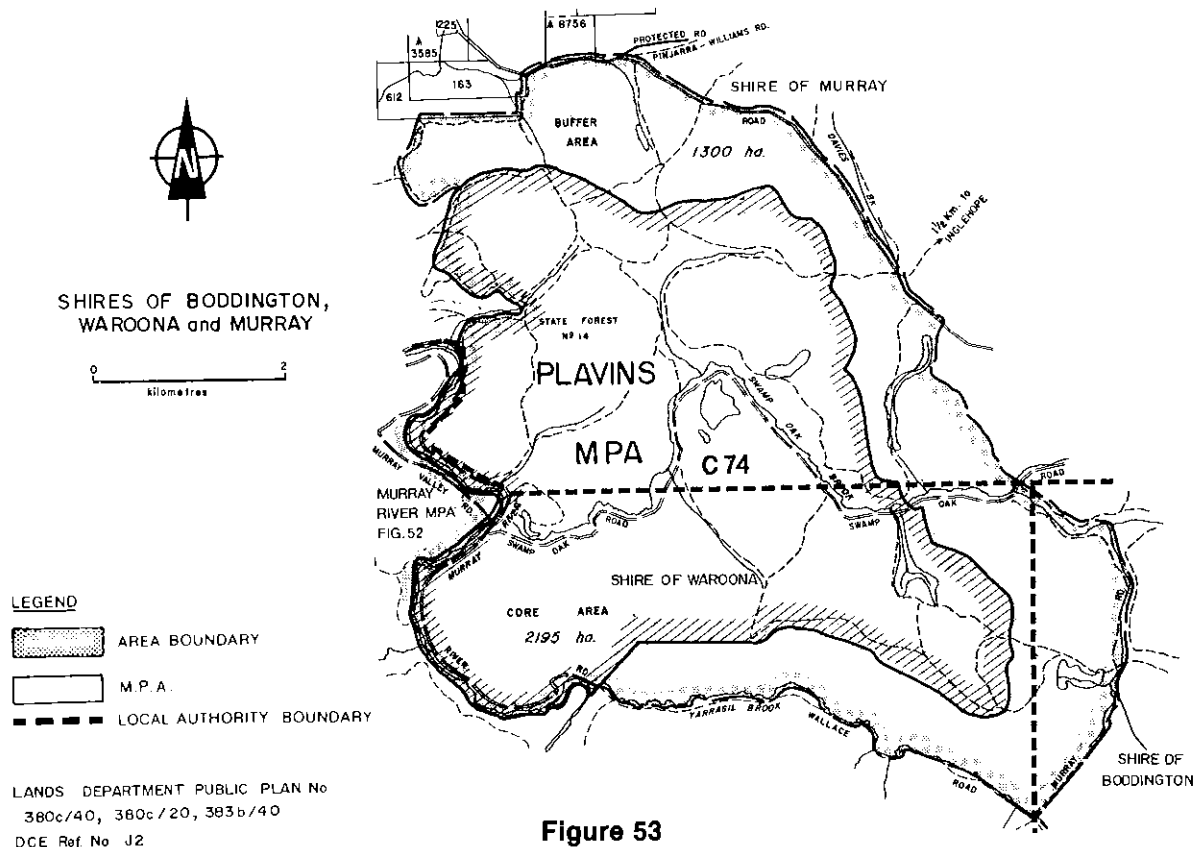 1225
A
3585
A 8756
612
163
PROTECTED RD
PINJARRA - WILLIAMS RD.
SHIRE OF MURRAY
ROAD
BUFFER
AREA
1300 ha.
DAVIES BK
1½ Km. to
INGLEHOPE
N
SHIRES OF BODDINGTON,
WAROONA and MURRAY
0 2
kilometres
STATE FOREST
Nº 14
PLAVINS
MPA
C 74
SWAMP OAK BROOK
MURRAY VALLEY RD.
MURRAY
RIVER MPA
FIG. 52
MURRAY RIVER
SWAMP OAK ROAD
SWAMP OAK ROAD
SHIRE OF WAROONA
CORE AREA
2195 ha.
RIVER
RD
YARRASIL BROOK
WALLACE
ROAD
MURRAY
RD
SHIRE OF
BODDINGTON
LEGEND
AREA BOUNDARY
M.P.A.
LOCAL AUTHORITY BOUNDARY
LANDS DEPARTMENT PUBLIC PLAN No
380c/40, 380c/20, 383b/40
DCE Ref. No J2
Figure 53